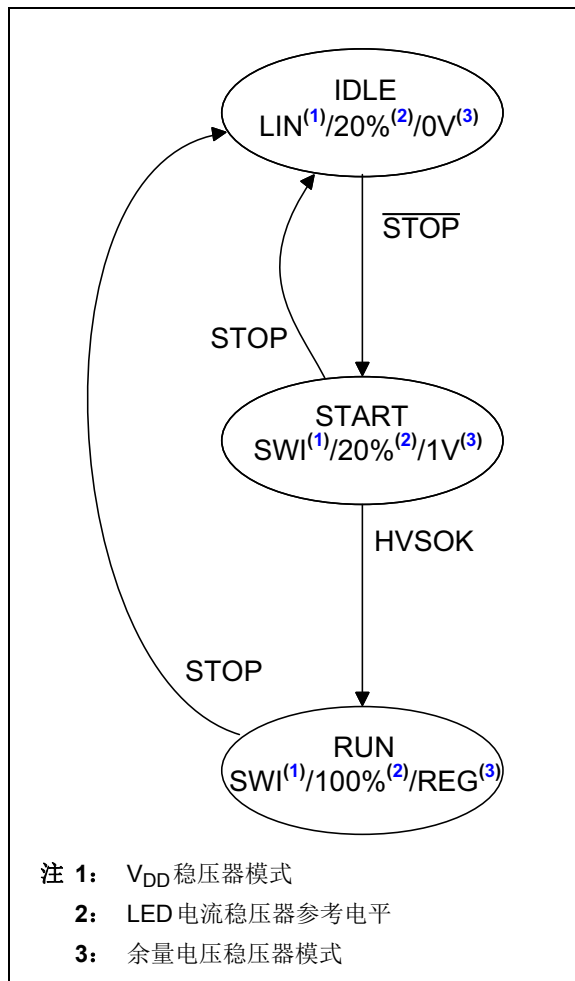 IDLE
LIN(1)/20%(2)/0V(3)
STOP
STOP
START
SWI(1)/20%(2)/1V(3)
HVSOK
STOP
RUN
SWI(1)/100%(2)/REG(3)
注 1： VDD稳压器模式
2： LED电流稳压器参考电平
3： 余量电压稳压器模式